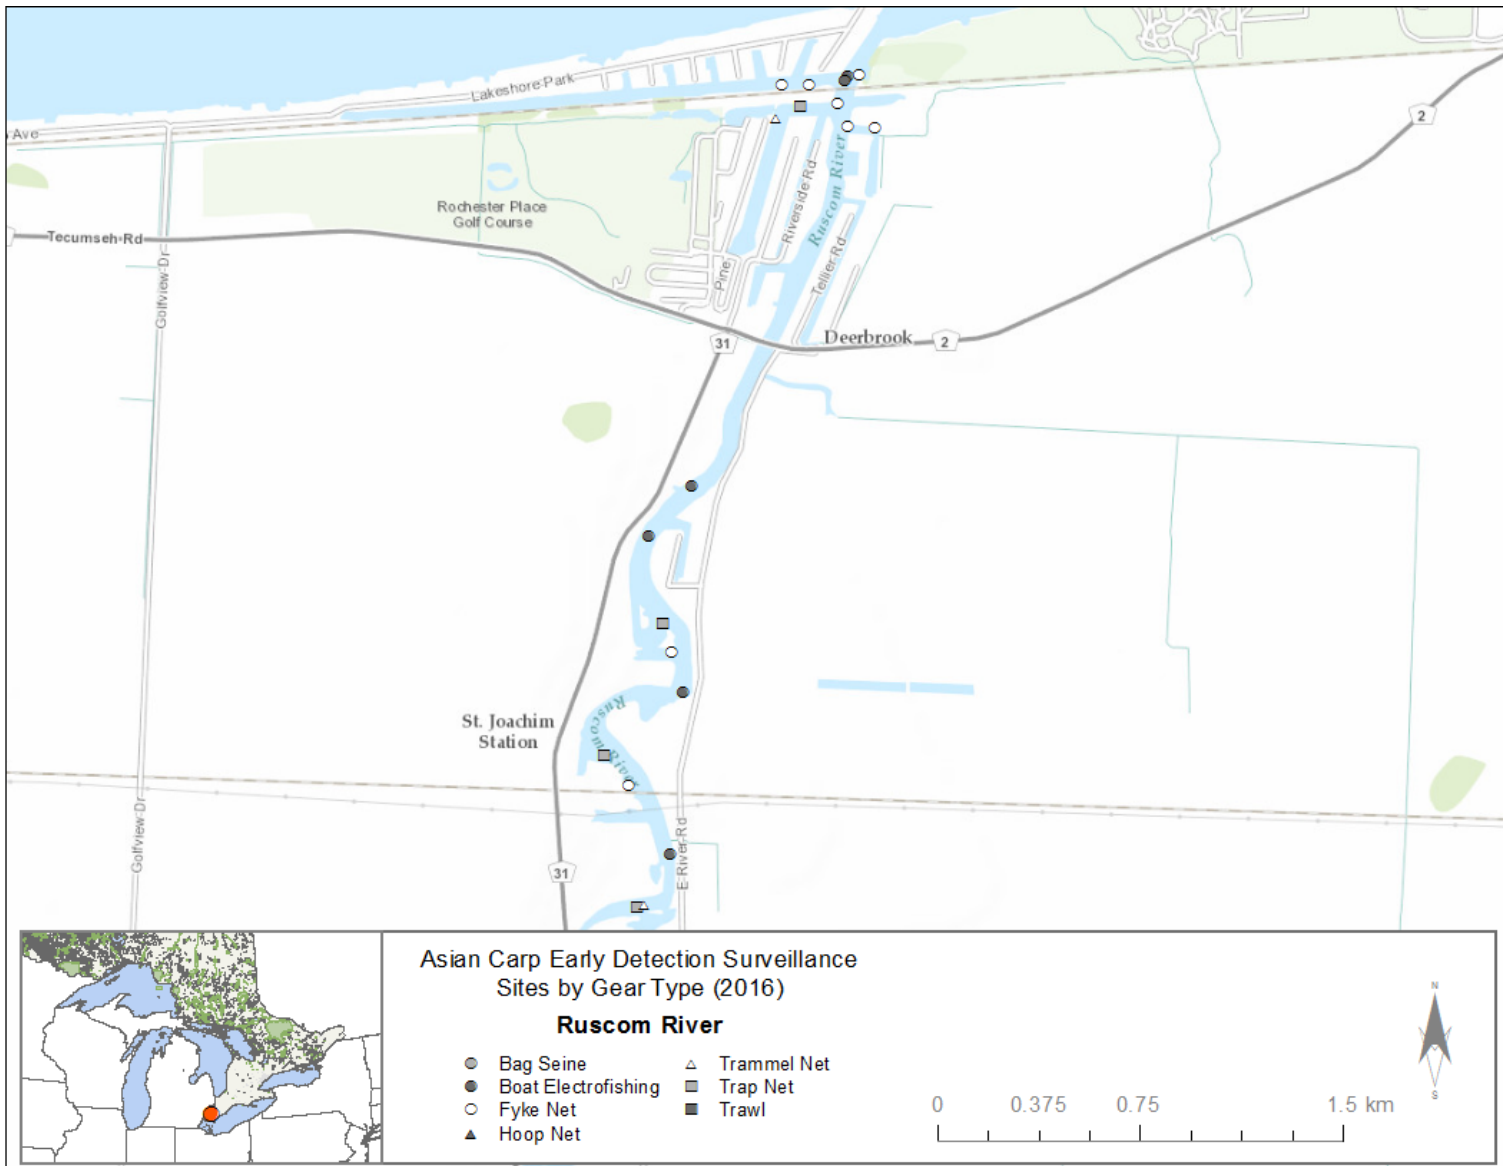 Lakeshore Park
Ave
2
Rochester Place
Golf Course
Riverside Rd
Ruscom River
Tecumseh Rd
Golfview Dr
Pine
Tellier Rd
31
Deerbrook
2
St. Joachim
Station
Ruscom River
Golfview Dr
E River Rd
31
Asian Carp Early Detection Surveillance
Sites by Gear Type (2016)
Ruscom River
Bag Seine
Boat Electrofishing
Fyke Net
Hoop Net
Trammel Net
Trap Net
Trawl
0 0.375 0.75 1.5 km
N
S